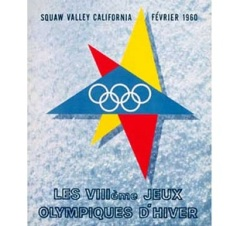 SQUAW VALLEY CALIFORNIA FÉVRIER 1960
LES VIIIème JEUX
OLYMPIQUES D'HIVER